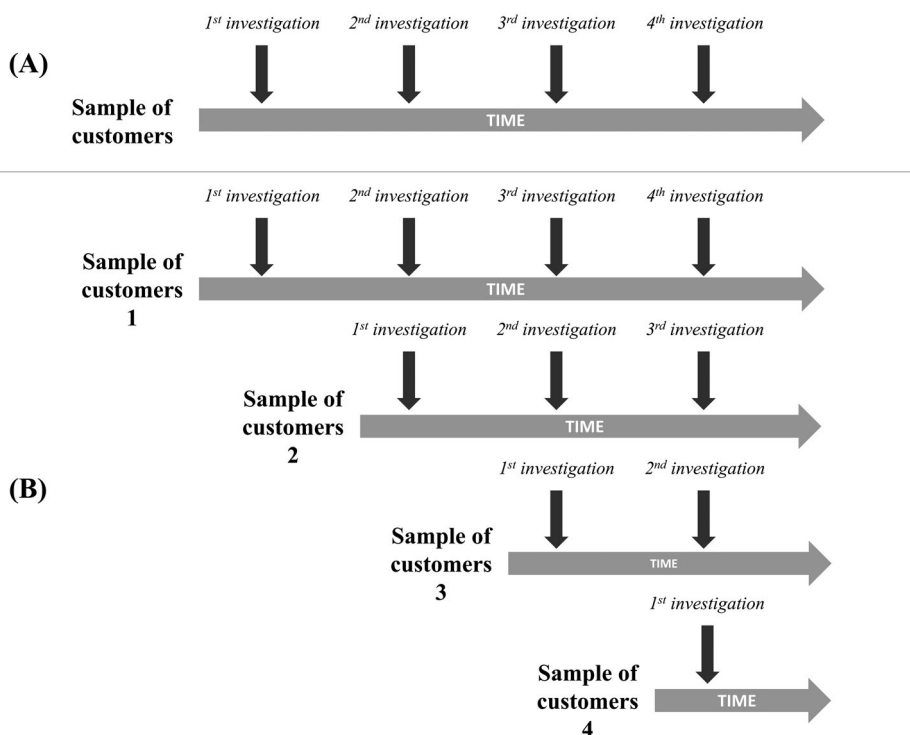 1st investigation 2nd investigation 3rd investigation 4th investigation
(A)
Sample of
customers
TIME
1st investigation 2nd investigation 3rd investigation 4th investigation
Sample of
customers
1
TIME
1st investigation 2nd investigation 3rd investigation
Sample of
customers
2
TIME
(B)
1st investigation 2nd investigation
Sample of
customers
3
TIME
1st investigation
Sample of
customers
4
TIME